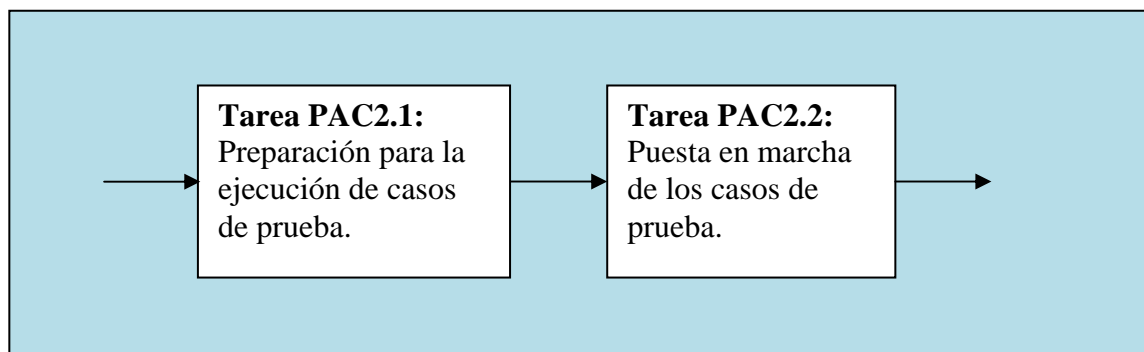 Tarea PAC2.1:
Preparación para la
ejecución de casos
de prueba.
Tarea PAC2.2:
Puesta en marcha
de los casos de
prueba.